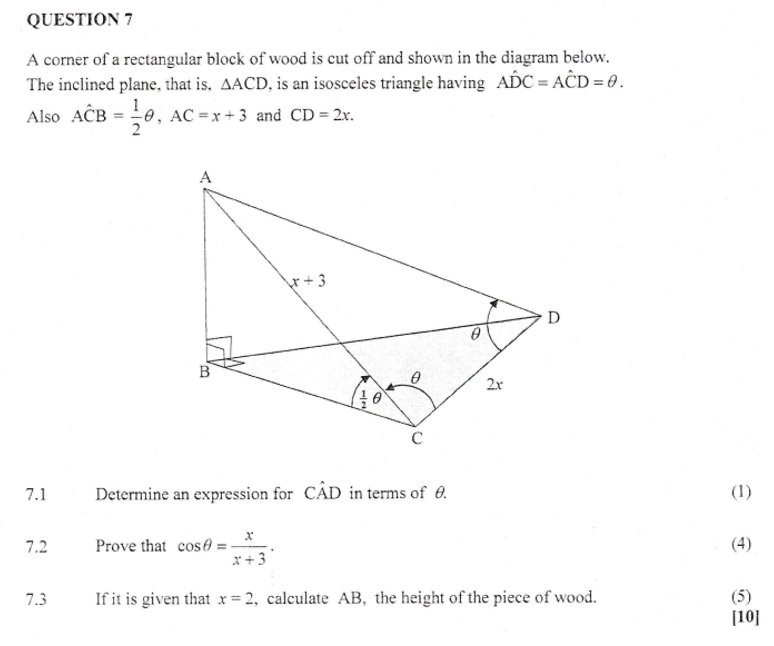 QUESTION 7
A corner of a rectangular block of wood is cut off and shown in the diagram below.
The inclined plane, that is, ΔACD, is an isosceles triangle having AD̂C = AĈD = θ.
Also AĈB = 1/2 θ, AC = x + 3 and CD = 2x.
A
x + 3
D
θ
B
θ
2x
1/2 θ
C
7.1 Determine an expression for CÂD in terms of θ. (1)
7.2 Prove that cos θ = x/(x + 3). (4)
7.3 If it is given that x = 2, calculate AB, the height of the piece of wood. (5)
[10]